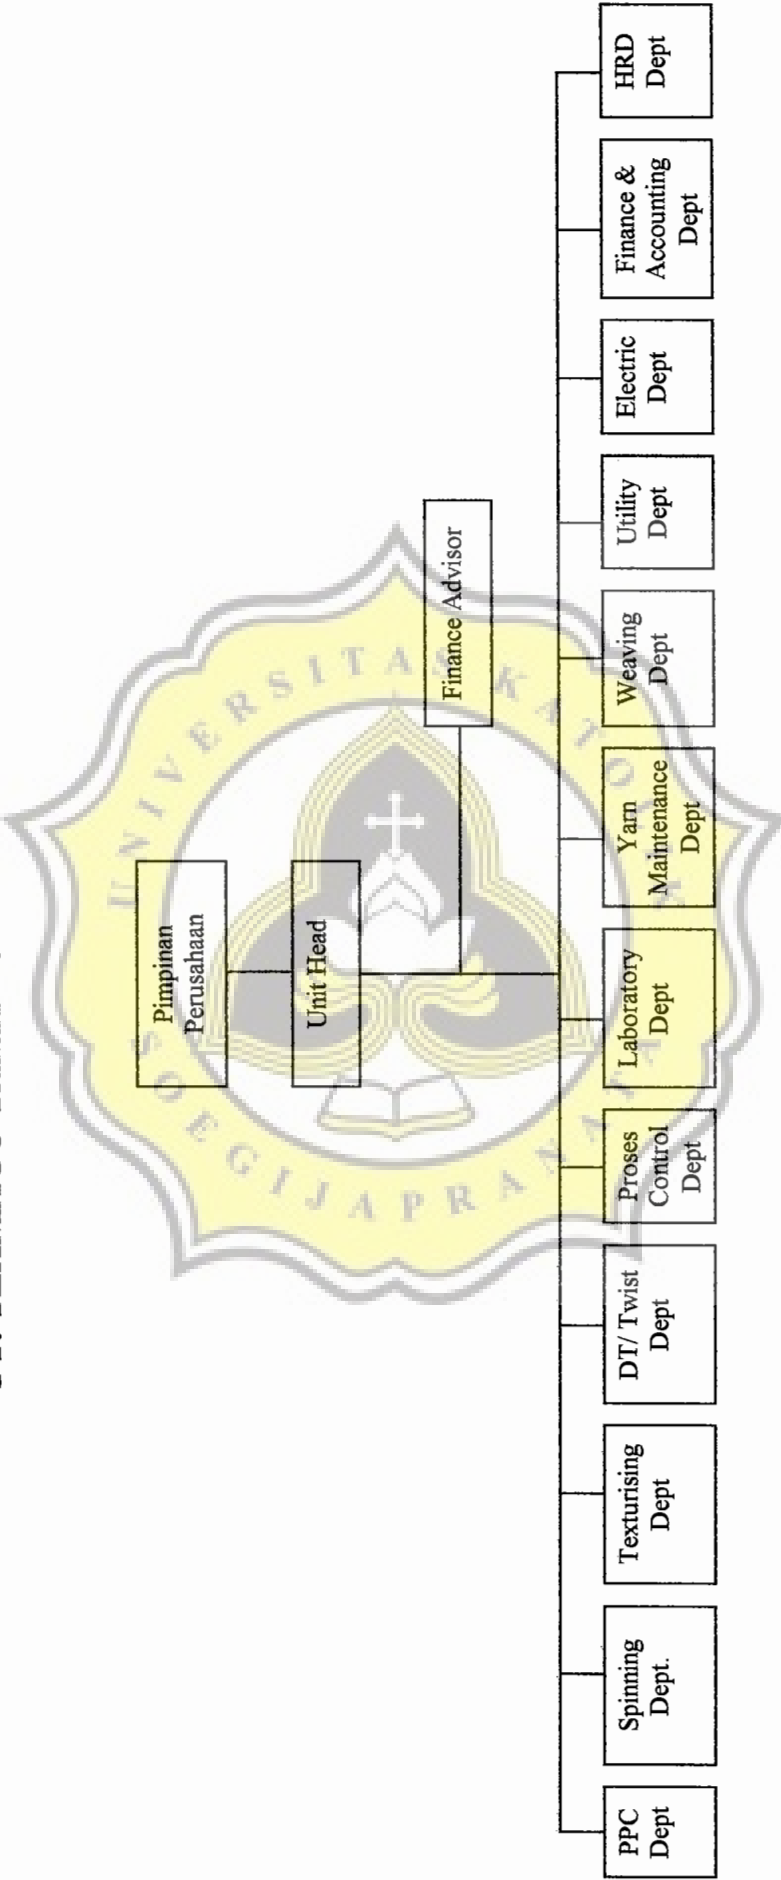 Pimpinan
Perusahaan
Unit Head
Finance Advisor
PPC
Dept
Spinning
Dept.
Texturising
Dept
DT/ Twist
Dept
Proses
Control
Dept
Laboratory
Dept
Yarn
Maintenance
Dept
Weaving
Dept
Utility
Dept
Electric
Dept
Finance &
Accounting
Dept
HRD
Dept
UNIVERSITAS KATOLIK
SOEGIJAPRANATA